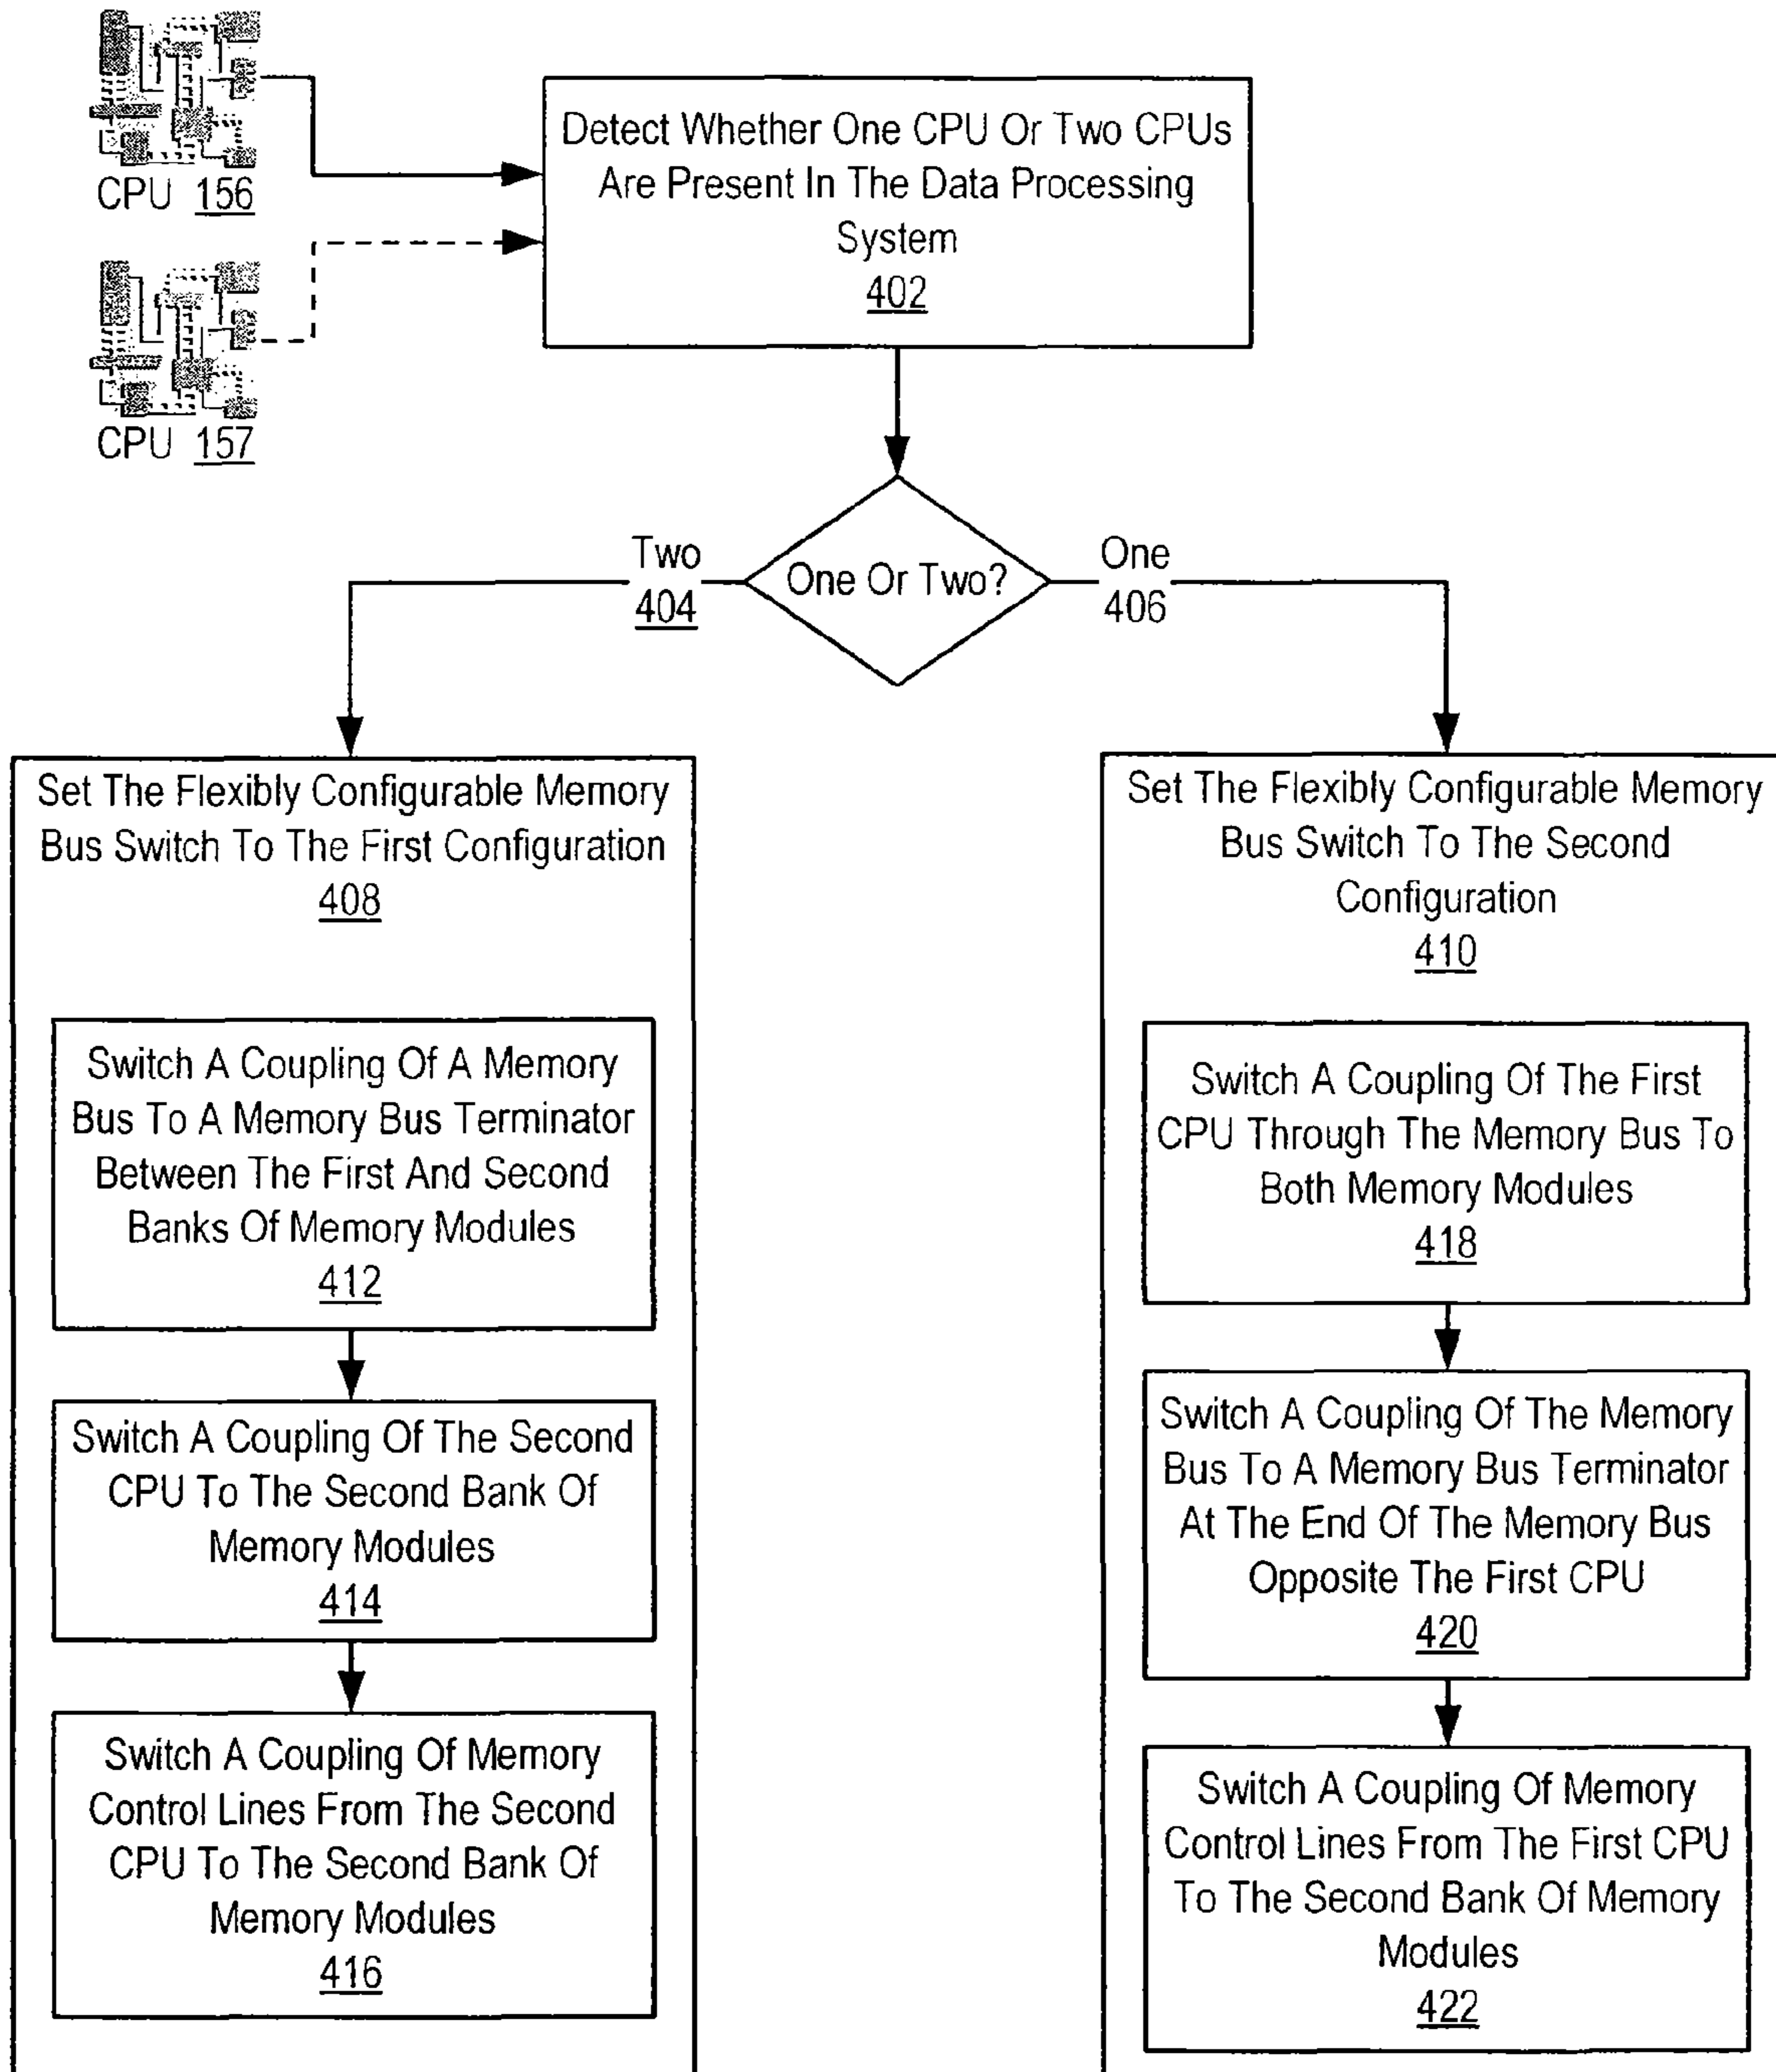 CPU 156
CPU 157
Detect Whether One CPU Or Two CPUs
Are Present In The Data Processing
System
402
One Or Two?
Two
404
One
406
Set The Flexibly Configurable Memory
Bus Switch To The First Configuration
408
Switch A Coupling Of A Memory
Bus To A Memory Bus Terminator
Between The First And Second
Banks Of Memory Modules
412
Switch A Coupling Of The Second
CPU To The Second Bank Of
Memory Modules
414
Switch A Coupling Of Memory
Control Lines From The Second
CPU To The Second Bank Of
Memory Modules
416
Set The Flexibly Configurable Memory
Bus Switch To The Second
Configuration
410
Switch A Coupling Of The First
CPU Through The Memory Bus To
Both Memory Modules
418
Switch A Coupling Of The Memory
Bus To A Memory Bus Terminator
At The End Of The Memory Bus
Opposite The First CPU
420
Switch A Coupling Of Memory
Control Lines From The First CPU
To The Second Bank Of Memory
Modules
422